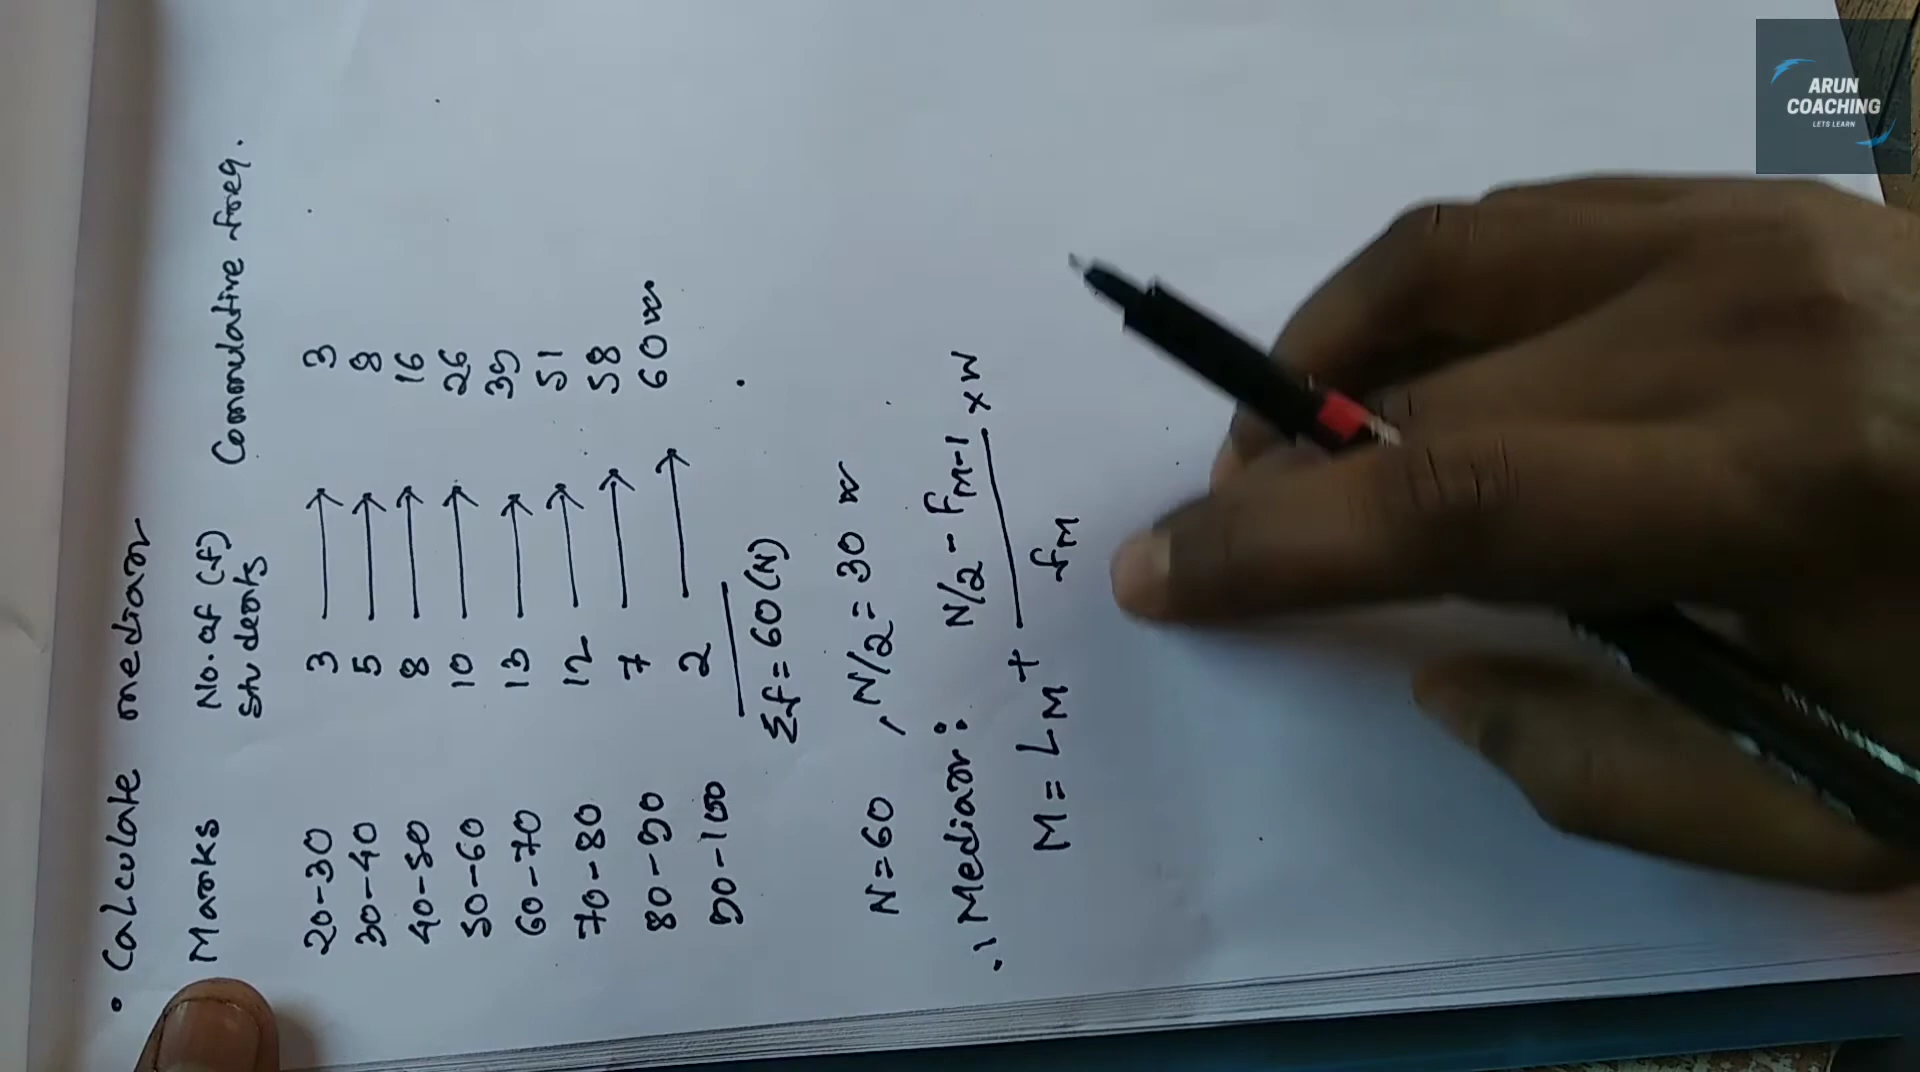 • Calculate median
Marks No. of (f) Students Commulative freq.
20-30 3 → 3
30-40 5 → 8
40-50 8 → 16
50-60 10 → 26
60-70 13 → 39
70-80 12 → 51
80-90 7 → 58
90-100 2 → 60
Σf = 60 (N)
N = 60 , N/2 = 30
Median:
N/2 - F M-1
M = LM + ———— × W
fM
ARUN
COACHING
LETS LEARN